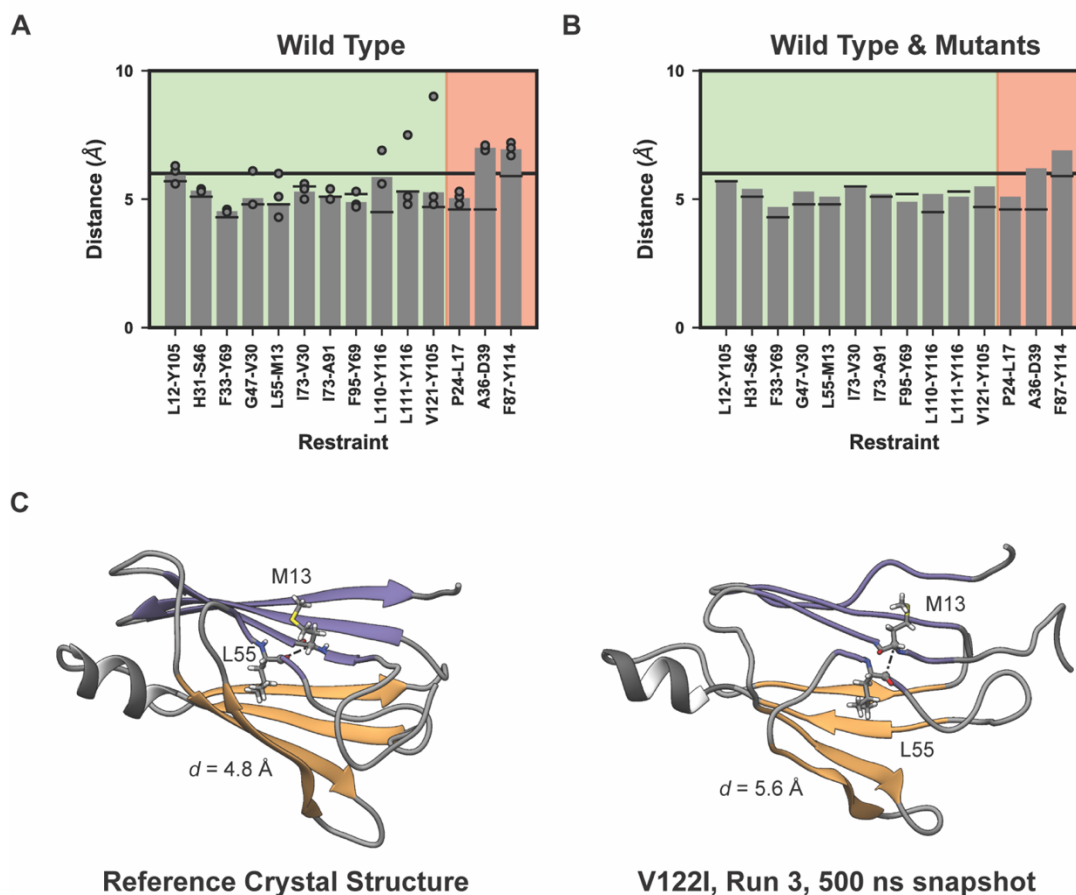 A
Wild Type
10
5
0
Distance (Å)
L12-Y105
H31-S46
F33-Y69
G47-V30
L55-M13
I73-V30
I73-A91
F95-Y69
L110-Y116
L111-Y116
V121-Y105
P24-L17
A36-D39
F87-Y114
Restraint
B
Wild Type & Mutants
10
5
0
Distance (Å)
L12-Y105
H31-S46
F33-Y69
G47-V30
L55-M13
I73-V30
I73-A91
F95-Y69
L110-Y116
L111-Y116
V121-Y105
P24-L17
A36-D39
F87-Y114
Restraint
C
M13
L55
d = 4.8 Å
Reference Crystal Structure
M13
L55
d = 5.6 Å
V122I, Run 3, 500 ns snapshot